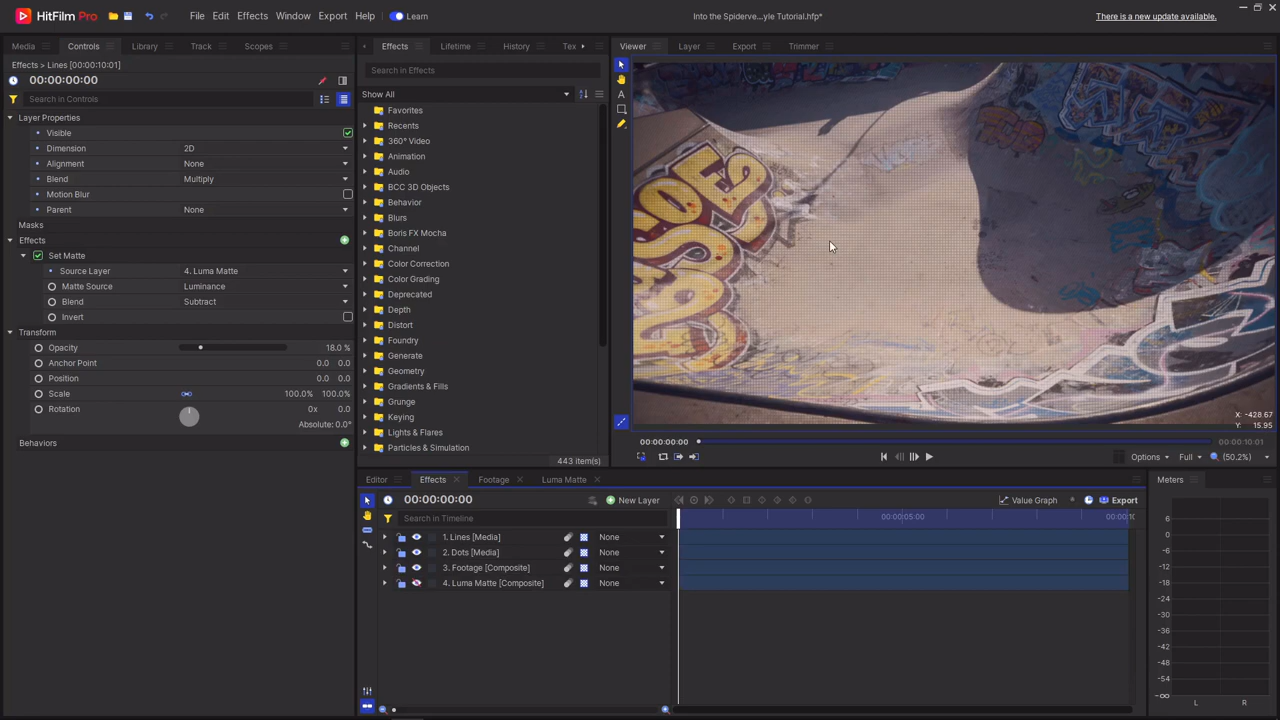 HitFilm Pro
File
Edit
Effects
Window
Export
Help
Learn
Into the Spiderve...yle Tutorial.hfp*
There is a new update available.
Media
Controls
Library
Track
Scopes
Effects > Lines [00:00:10:01]
00:00:00:00
Search in Controls
Layer Properties
Visible
Dimension 2D
Alignment None
Blend Multiply
Motion Blur
Parent None
Masks
Effects
Set Matte
Source Layer 4. Luma Matte
Matte Source Luminance
Blend Subtract
Invert
Transform
Opacity 18.0 %
Anchor Point 0.0 0.0
Position 0.0 0.0
Scale 100.0% 100.0%
Rotation 0x 0.0
Absolute: 0.0°
Behaviors
Effects
Lifetime
History
Tex
Search in Effects
Show All
Favorites
Recents
360° Video
Animation
Audio
BCC 3D Objects
Behavior
Blurs
Boris FX Mocha
Channel
Color Correction
Color Grading
Deprecated
Depth
Distort
Foundry
Generate
Geometry
Gradients & Fills
Grunge
Keying
Lights & Flares
Particles & Simulation
443 item(s)
Viewer
Layer
Export
Trimmer
X: -428.67
Y: 15.95
00:00:00:00
00:00:10:01
Options
Full
(50.2%)
Editor
Effects
Footage
Luma Matte
00:00:00:00
New Layer
Value Graph
Export
Search in Timeline
00:00:05:00
00:00:1(
1. Lines [Media] None
2. Dots [Media] None
3. Footage [Composite] None
4. Luma Matte [Composite] None
Meters
6
0
-6
-12
-18
-24
-30
-36
-42
-48
-54
-∞
L R